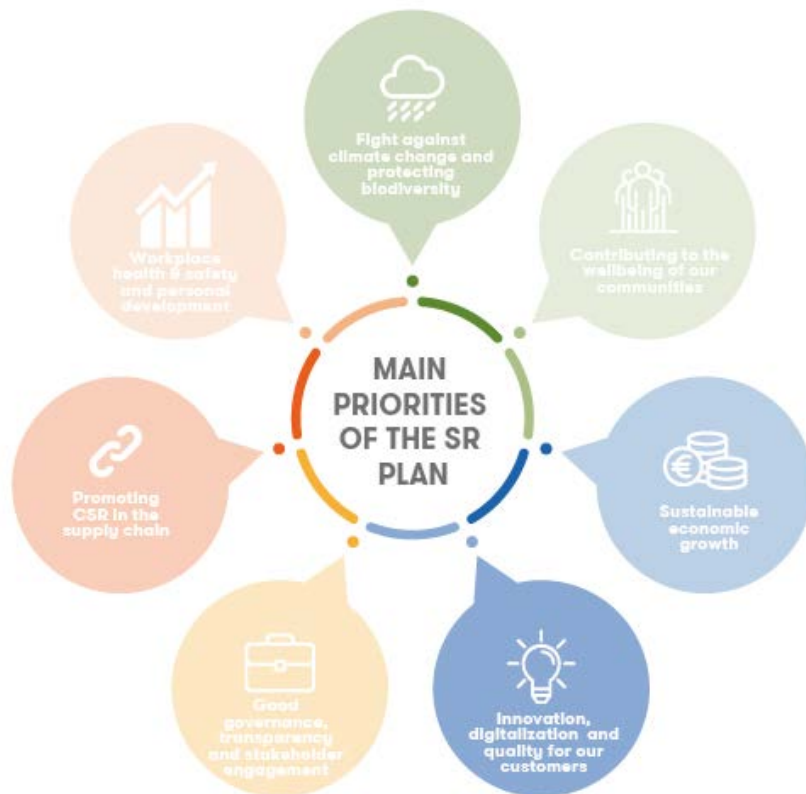 Fight against
climate change and
protecting
biodiversity
Contributing to the
wellbeing of our
communities
Sustainable
economic
growth
Innovation,
digitalization and
quality for our
customers
Good
governance,
transparency
and stakeholder
engagement
Promoting
CSR in the
supply chain
Workplace
health & safety
and personal
development
MAIN
PRIORITIES
OF THE SR
PLAN
€